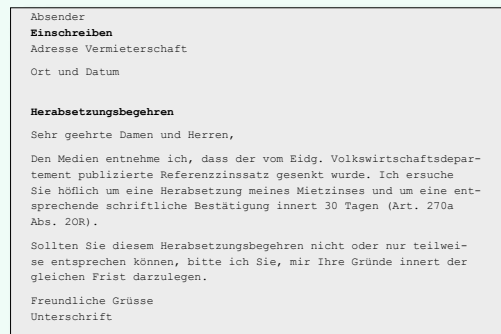 Absender
Einschreiben
Adresse Vermieterschaft
Ort und Datum
Herabsetzungsbegehren
Sehr geehrte Damen und Herren,
Den Medien entnehme ich, dass der vom Eidg. Volkswirtschaftsdepar-
tement publizierte Referenzzinssatz gesenkt wurde. Ich ersuche
Sie höflich um eine Herabsetzung meines Mietzinses und um eine ent-
sprechende schriftliche Bestätigung innert 30 Tagen (Art. 270a
Abs. 2OR).
Sollten Sie diesem Herabsetzungsbegehren nicht oder nur teilwei-
se entsprechen können, bitte ich Sie, mir Ihre Gründe innert der
gleichen Frist darzulegen.
Freundliche Grüsse
Unterschrift